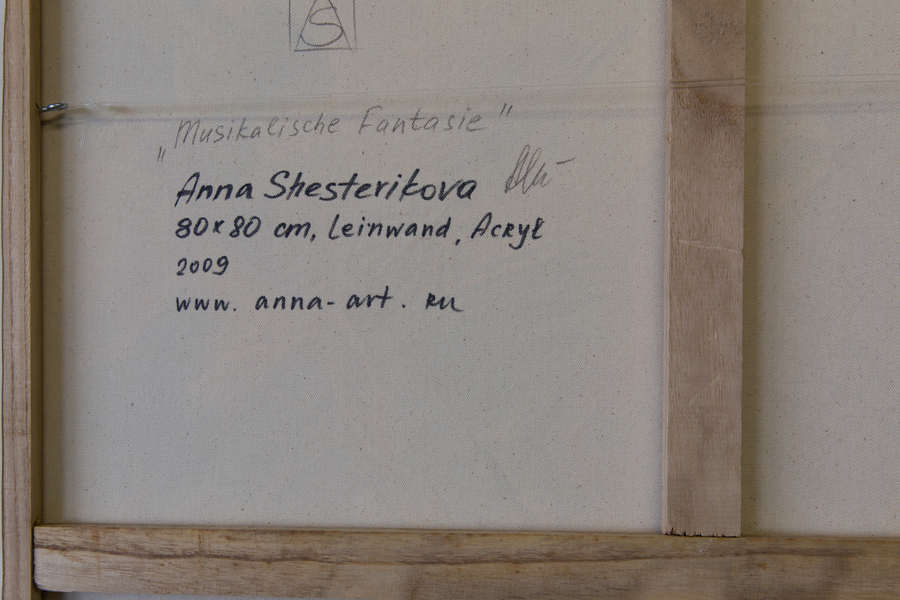 S
„Musikalische Fantasie"
Anna Shesterikova
80x80 cm, Leinwand, Acryl
2009
www. anna-art. ru